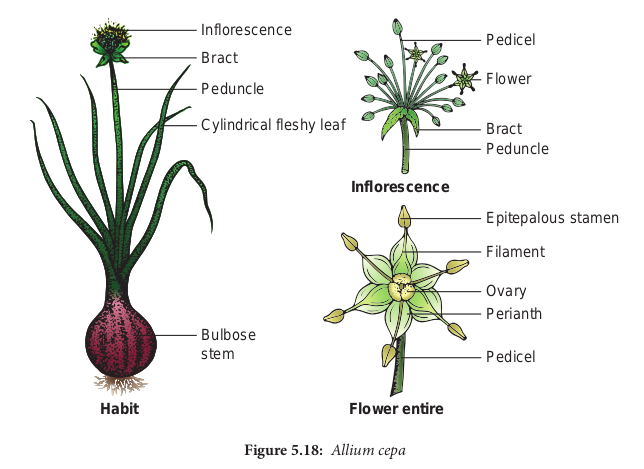 Inflorescence
Bract
Peduncle
Cylindrical fleshy leaf
Bulbose
stem
Habit
Pedicel
Flower
Bract
Peduncle
Inflorescence
Epitepalous stamen
Filament
Ovary
Perianth
Pedicel
Flower entire
Figure 5.18: Allium cepa